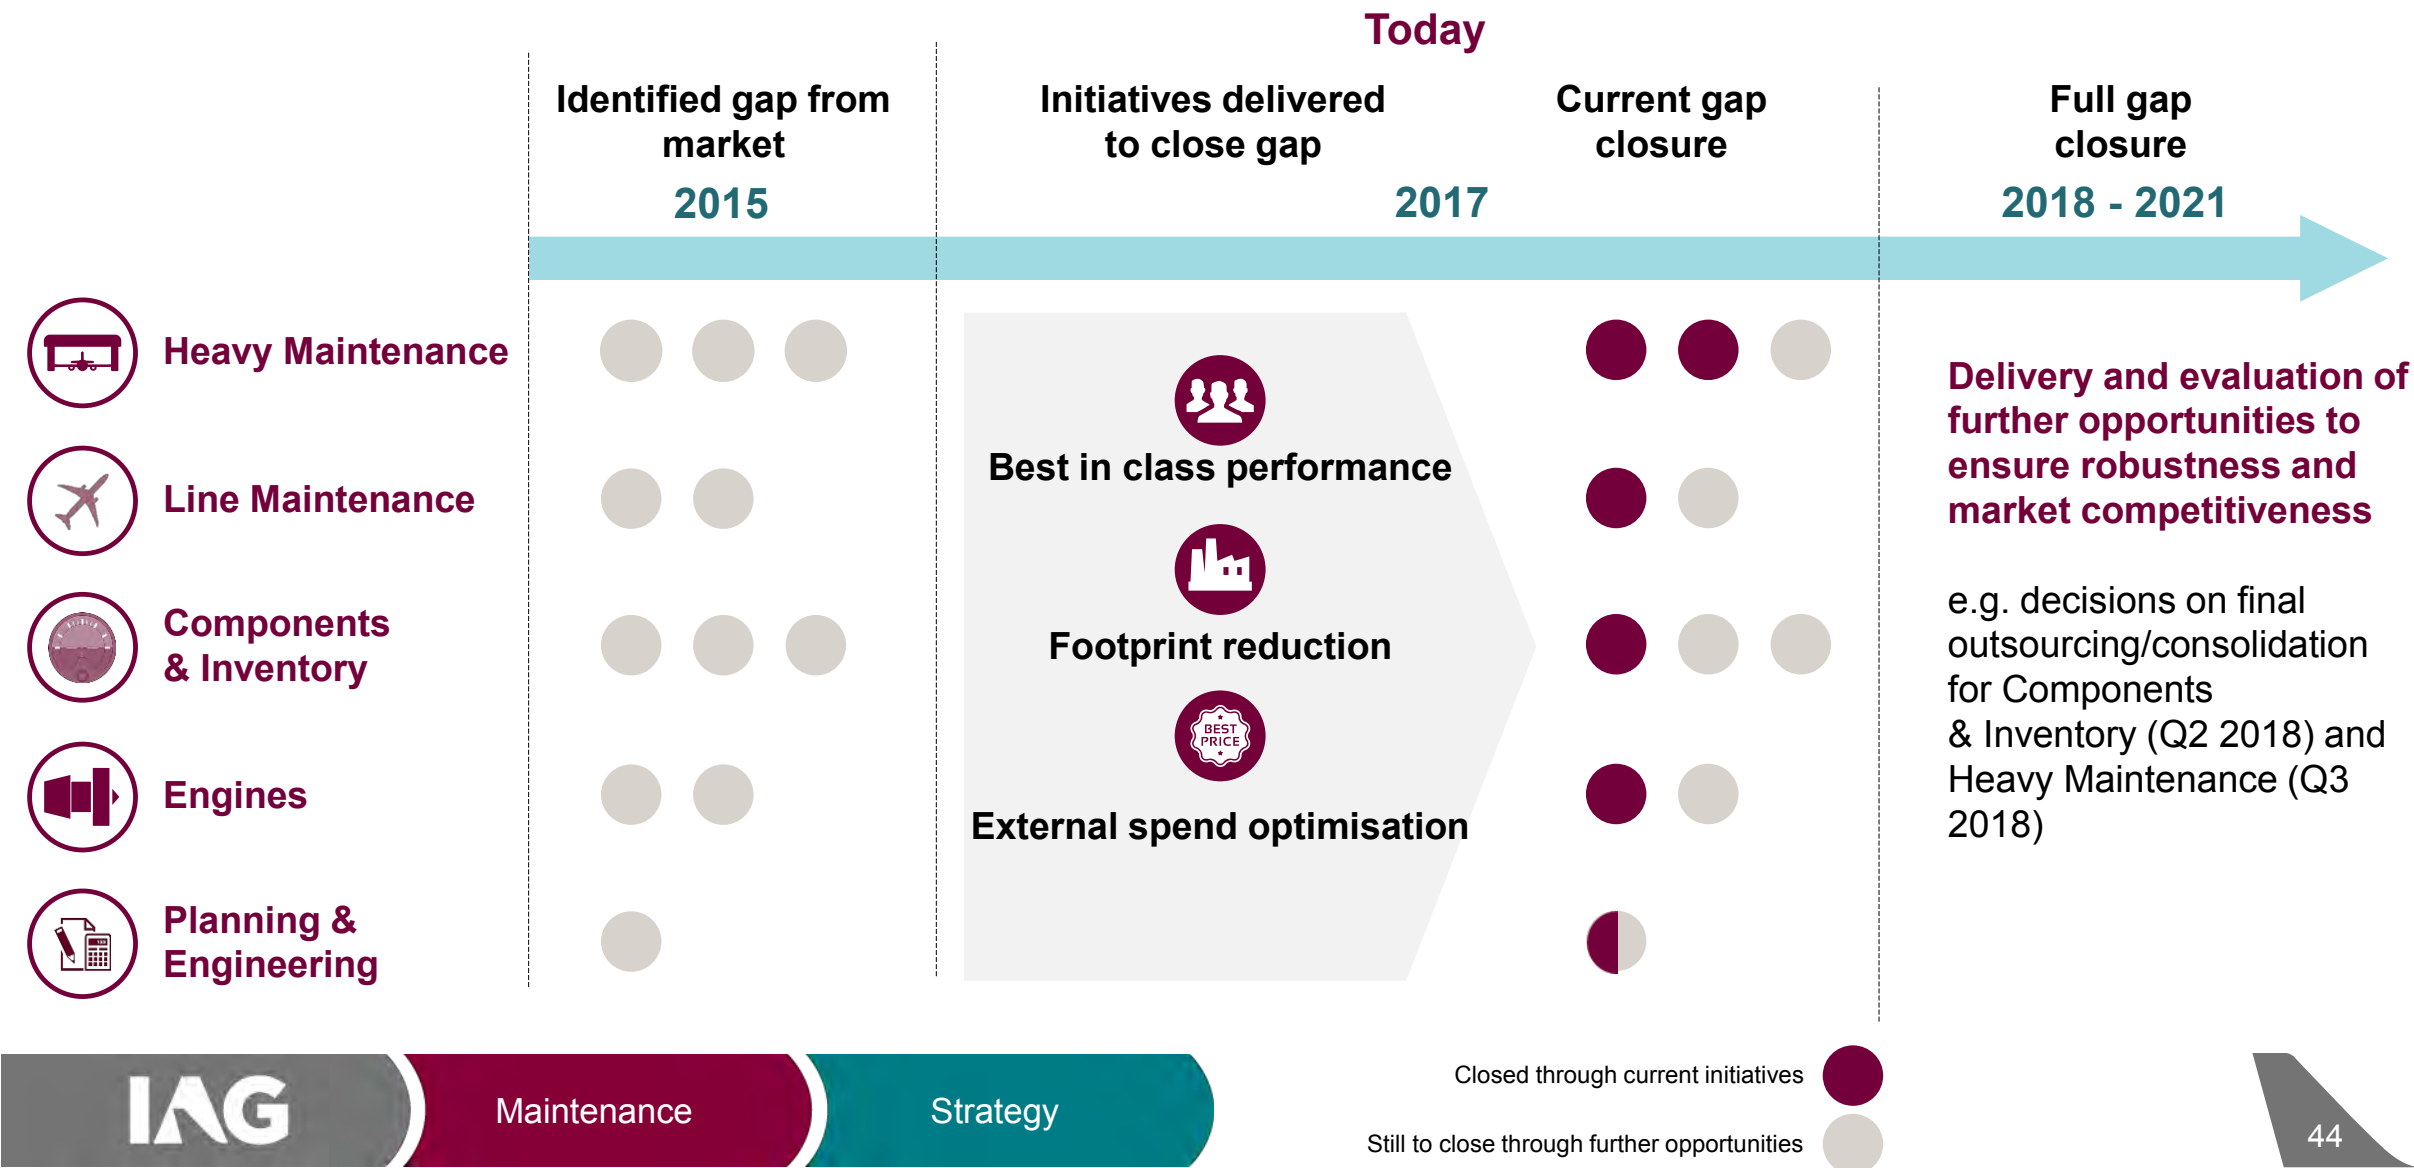 Today
Identified gap from
market
2015
Initiatives delivered
to close gap
2017
Current gap
closure
Full gap
closure
2018 - 2021
Heavy Maintenance
Line Maintenance
Components
& Inventory
Engines
Planning &
Engineering
Best in class performance
Footprint reduction
BEST
PRICE
External spend optimisation
Delivery and evaluation of
further opportunities to
ensure robustness and
market competitiveness
e.g. decisions on final
outsourcing/consolidation
for Components
& Inventory (Q2 2018) and
Heavy Maintenance (Q3
2018)
IAG
Maintenance
Strategy
Closed through current initiatives
Still to close through further opportunities
44